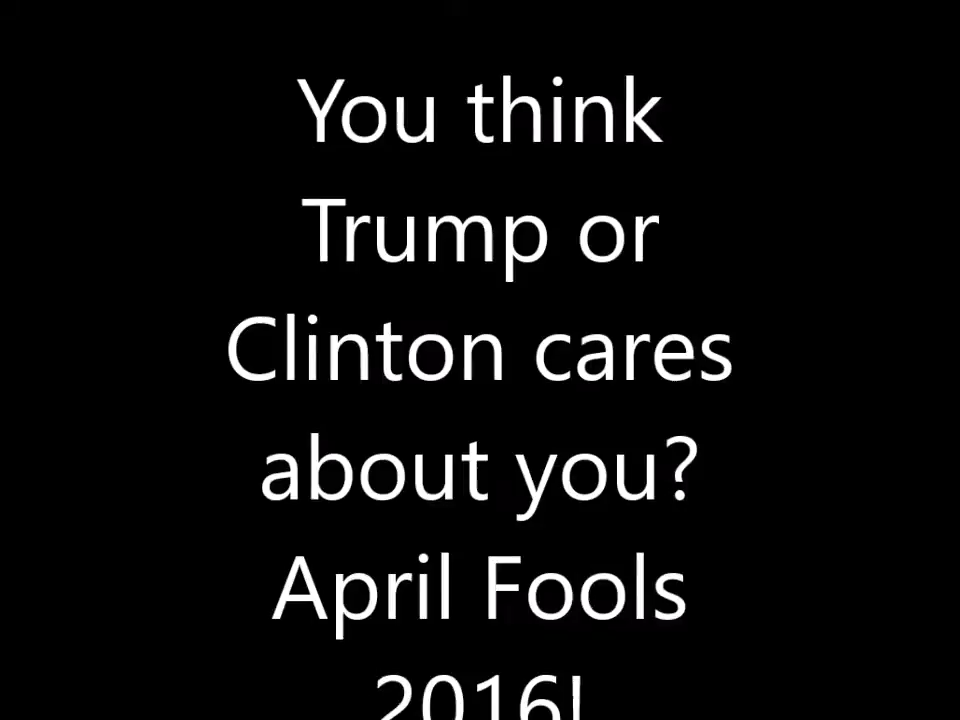 You think
Trump or
Clinton cares
about you?
April Fools
2016!